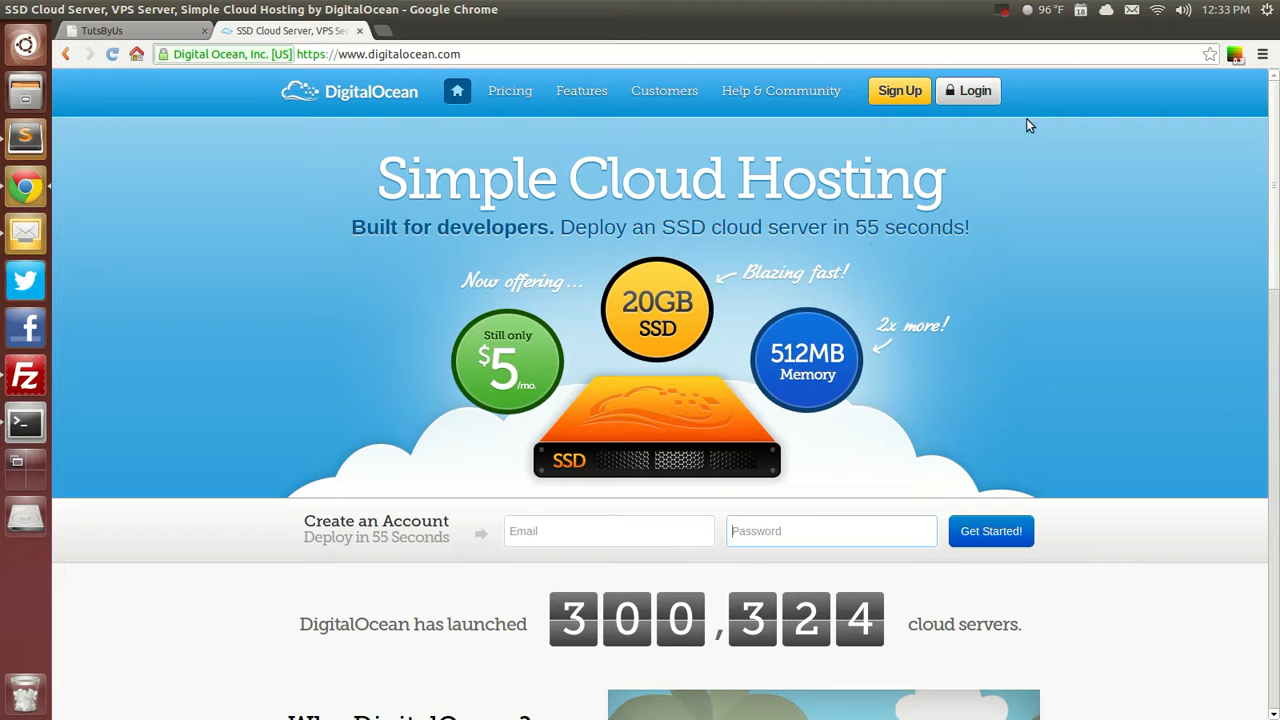 SSD Cloud Server, VPS Server, Simple Cloud Hosting by DigitalOcean - Google Chrome
96°F
18
12:33 PM
TutsByUs
SSD Cloud Server, VPS Ser
Digital Ocean, Inc. [US]
https://www.digitalocean.com
DigitalOcean
Pricing
Features
Customers
Help & Community
Sign Up
Login
Simple Cloud Hosting
Built for developers. Deploy an SSD cloud server in 55 seconds!
Now offering...
20GB
SSD
Blazing fast!
Still only
$5/mo.
512MB
Memory
2x more!
SSD
Create an Account
Deploy in 55 Seconds
Email
Password
Get Started!
DigitalOcean has launched 300,324 cloud servers.
Why DigitalOcean?